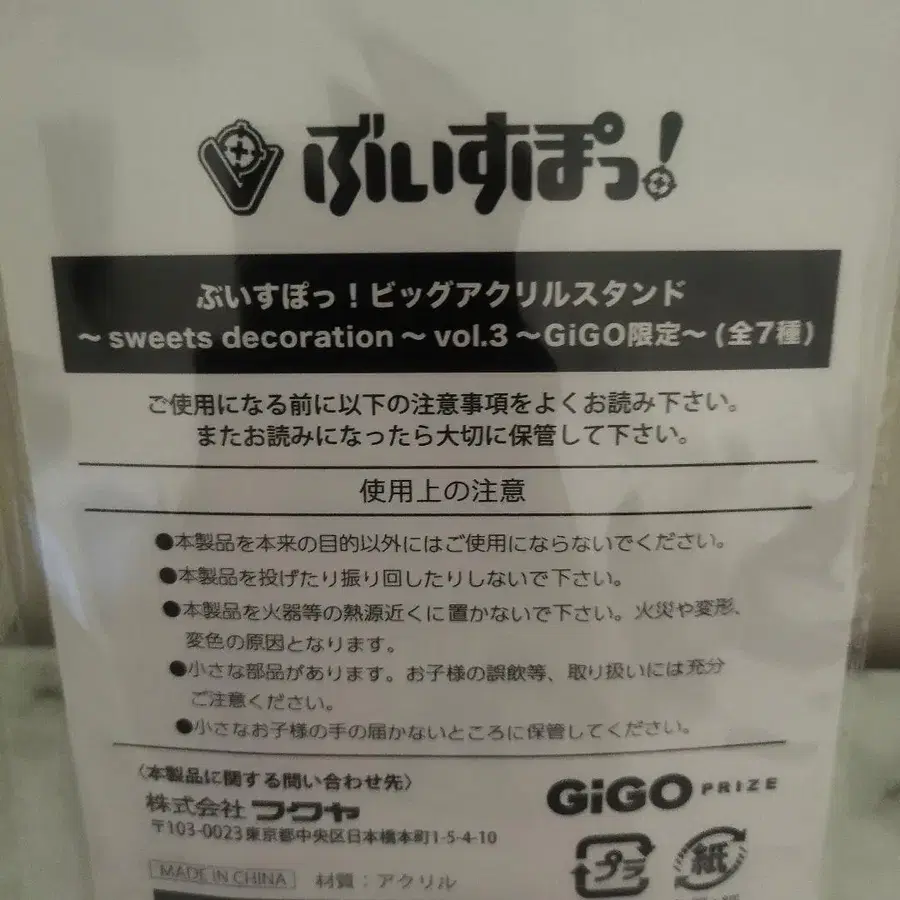 ぶいすぽっ!
ぶいすぽっ!ビッグアクリルスタンド
～sweets decoration～vol.3～GiGO限定～(全7種)
ご使用になる前に以下の注意事項をよくお読み下さい。
またお読みになったら大切に保管して下さい。
使用上の注意
●本製品を本来の目的以外にはご使用にならないでください。
●本製品を投げたり振り回したりしないで下さい。
●本製品を火器等の熱源近くに置かないで下さい。火災や変形、
変色の原因となります。
●小さな部品があります。お子様の誤飲等、取り扱いには充分
ご注意ください。
●小さなお子様の手の届かないところに保管してください。
〈本製品に関する問い合わせ先〉
株式会社フクヤ
〒103-0023東京都中央区日本橋本町1-5-4-10
MADE IN CHINA 材質：アクリル
GiGO PRIZE
プラ 紙